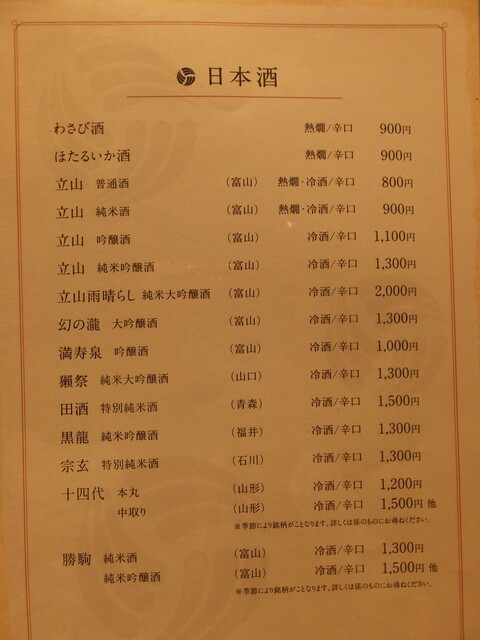 日本酒
わさび酒 熱燗/辛口 900円
ほたるいか酒 熱燗/辛口 900円
立山 普通酒 (富山) 熱燗・冷酒/辛口 800円
立山 純米酒 (富山) 熱燗・冷酒/辛口 900円
立山 吟醸酒 (富山) 冷酒/辛口 1,100円
立山 純米吟醸酒 (富山) 冷酒/辛口 1,300円
立山雨晴らし 純米大吟醸酒 (富山) 冷酒/辛口 2,000円
幻の瀧 大吟醸酒 (富山) 冷酒/辛口 1,300円
満寿泉 吟醸酒 (富山) 冷酒/辛口 1,000円
獺祭 純米大吟醸酒 (山口) 冷酒/辛口 1,300円
田酒 特別純米酒 (青森) 冷酒/辛口 1,500円
黒龍 純米吟醸酒 (福井) 冷酒/辛口 1,300円
宗玄 特別純米酒 (石川) 冷酒/辛口 1,300円
十四代 本丸 (山形) 冷酒/辛口 1,200円
中取り (山形) 冷酒/辛口 1,500円 他
※季節により銘柄がことなります。詳しくは係のものにお尋ねください。
勝駒 純米酒 (富山) 冷酒/辛口 1,300円
純米吟醸酒 (富山) 冷酒/辛口 1,500円 他
※季節により銘柄がことなります。詳しくは係のものにお尋ねください。